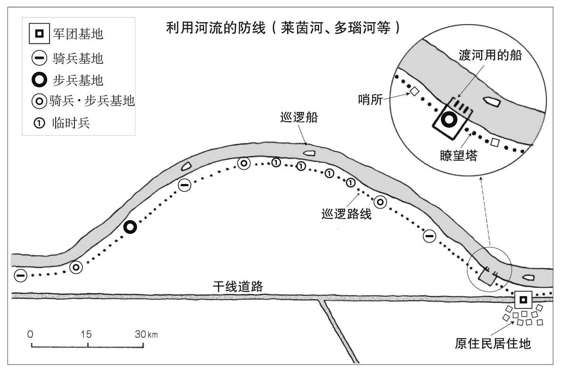 利用河流的防线（莱茵河、多瑙河等）
军团基地
骑兵基地
步兵基地
骑兵·步兵基地
临时兵
渡河用的船
哨所
瞭望塔
巡逻船
巡逻路线
干线道路
原住民居住地
0 15 30km